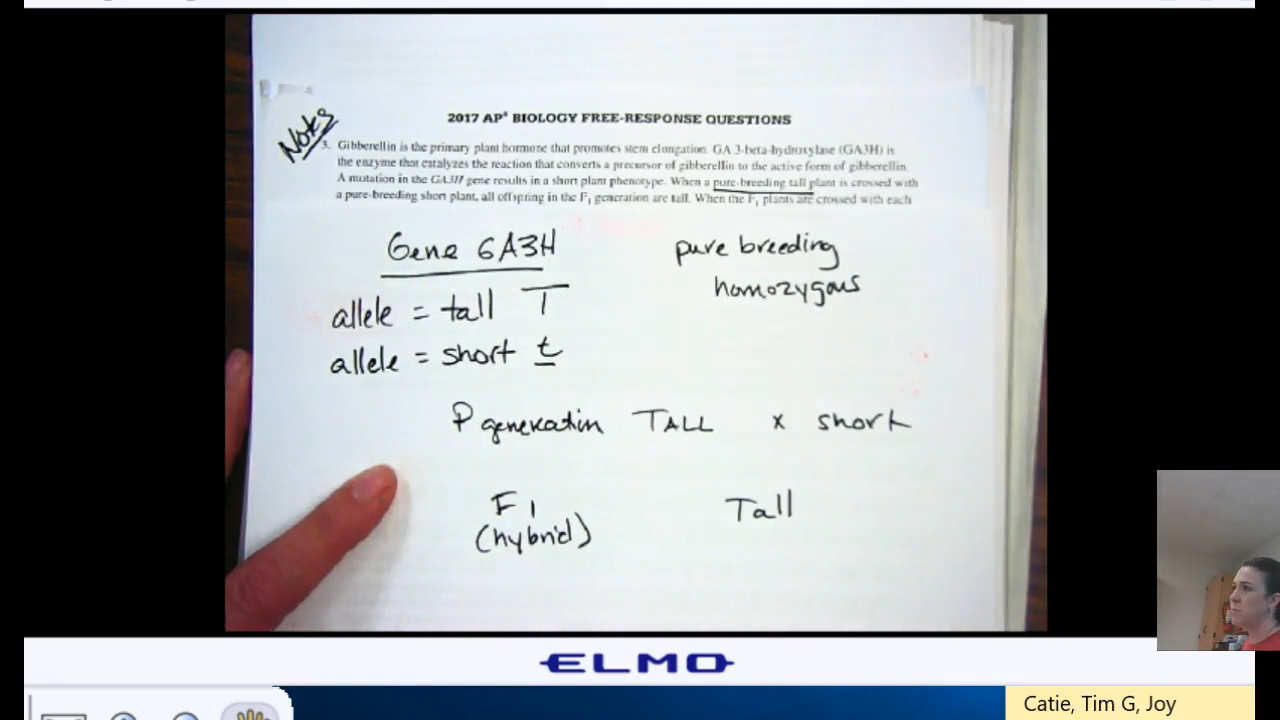 2017 AP® BIOLOGY FREE-RESPONSE QUESTIONS
Notes
3. Gibberellin is the primary plant hormone that promotes stem elongation. GA 3-beta-hydroxylase (GA3H) is
the enzyme that catalyzes the reaction that converts a precursor of gibberellin to the active form of gibberellin.
A mutation in the GA3H gene results in a short plant phenotype. When a pure-breeding tall plant is crossed with
a pure-breeding short plant, all offspring in the F1 generation are tall. When the F1 plants are crossed with each
Gene GA3H
pure breeding
homozygous
allele = tall T
allele = short t
P generation TALL x short
F1 Tall
(hybrid)
ELMO
Catie, Tim G, Joy